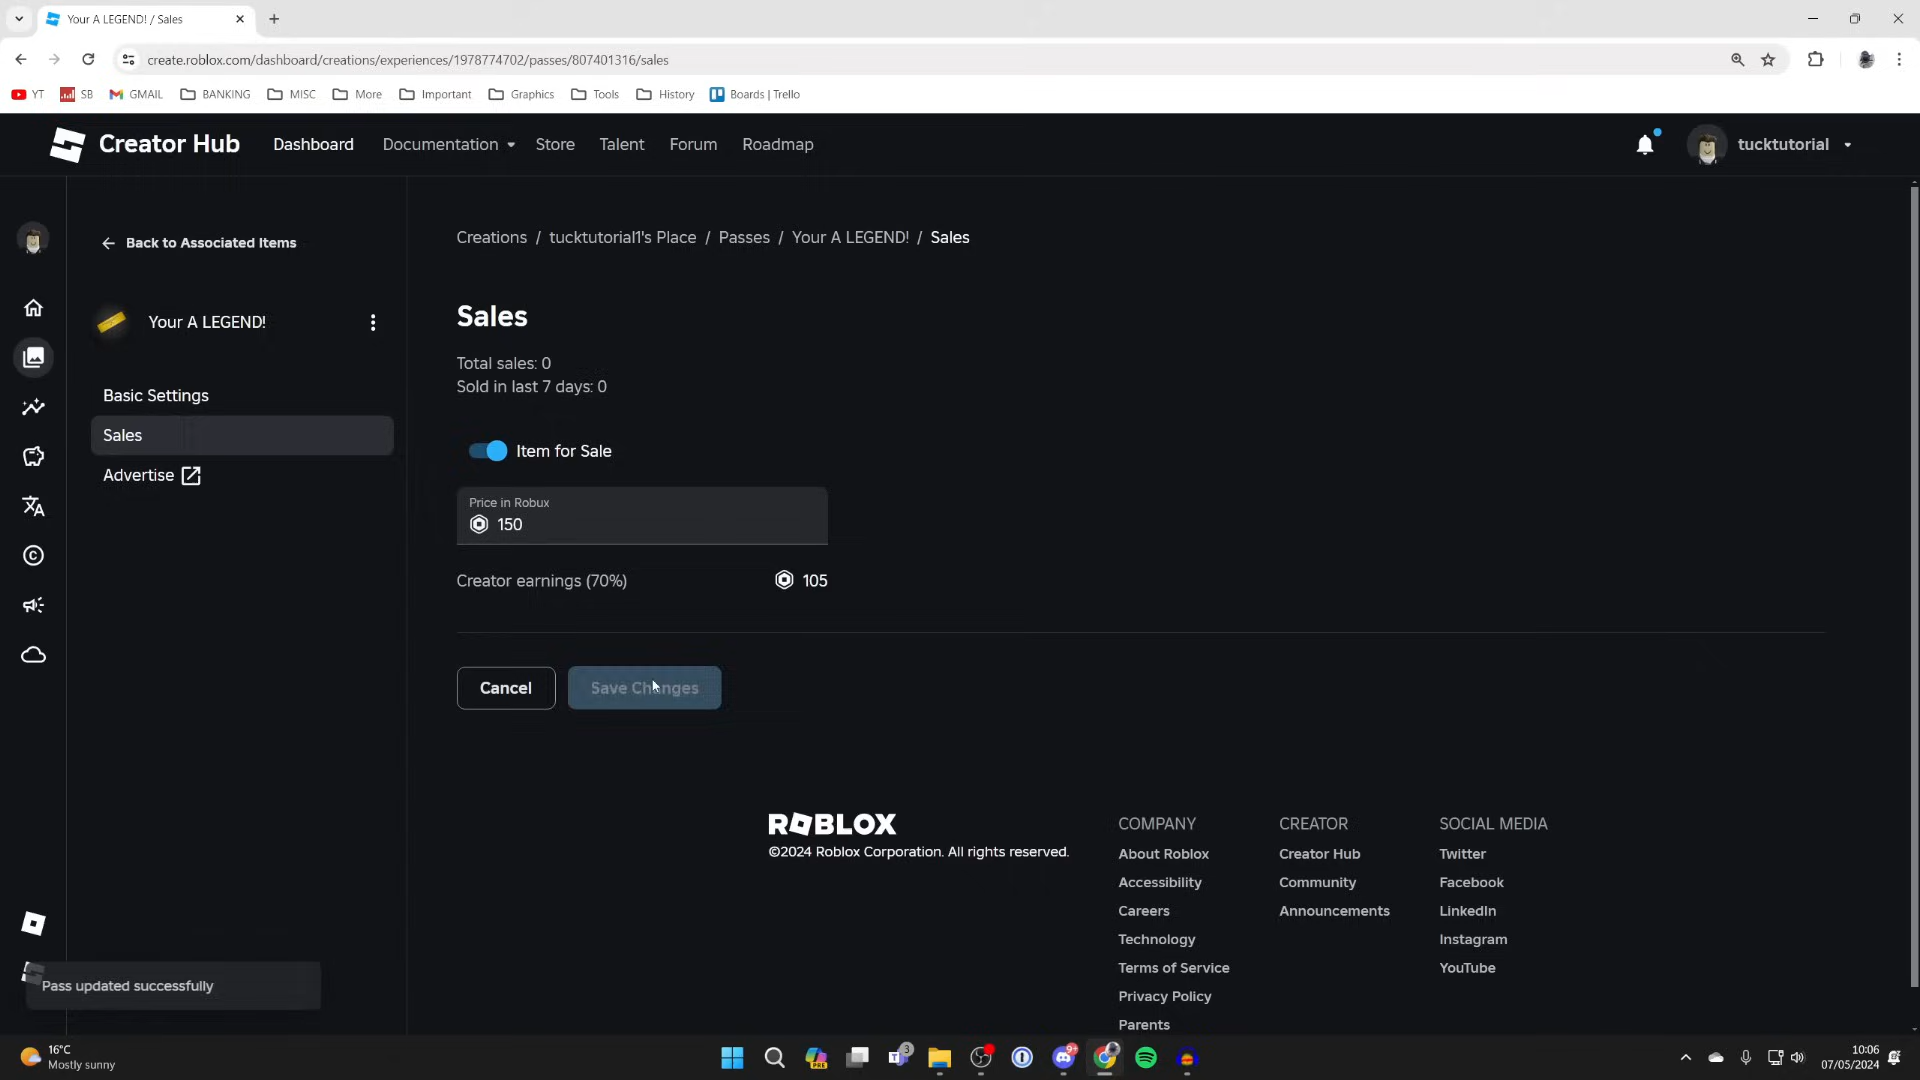 Your A LEGEND! / Sales
create.roblox.com/dashboard/creations/experiences/1978774702/passes/807401316/sales
YT SB GMAIL BANKING MISC More Important Graphics Tools History Boards | Trello
Creator Hub Dashboard Documentation Store Talent Forum Roadmap tucktutorial
Back to Associated Items
Your A LEGEND!
Basic Settings
Sales
Advertise
Creations / tucktutorial1's Place / Passes / Your A LEGEND! / Sales
Sales
Total sales: 0
Sold in last 7 days: 0
Item for Sale
Price in Robux
150
Creator earnings (70%) 105
Cancel Save Changes
ROBLOX
©2024 Roblox Corporation. All rights reserved.
COMPANY
About Roblox
Accessibility
Careers
Technology
Terms of Service
Privacy Policy
Parents
CREATOR
Creator Hub
Community
Announcements
SOCIAL MEDIA
Twitter
Facebook
LinkedIn
Instagram
YouTube
Pass updated successfully
16°C
Mostly sunny
PRE
3
9+
10:06
07/05/2024